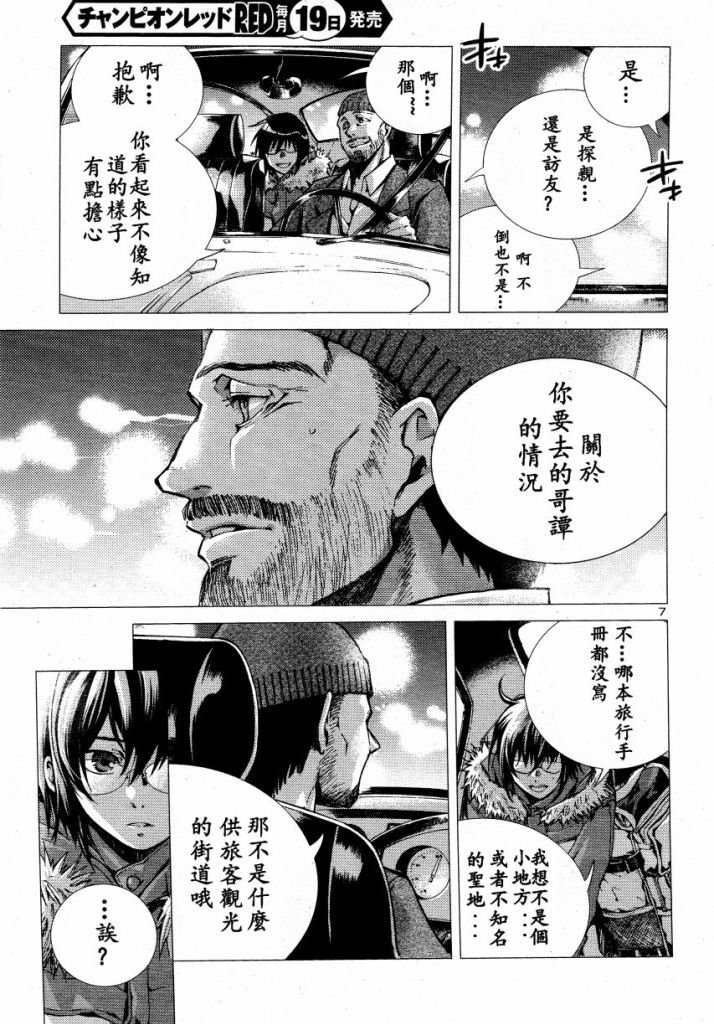 チャンピオンレッドRED毎月19日発売
是…
是探親…
還是訪友？
啊 不
倒也不是…
啊…
那個~
啊…
抱歉
你看起來不像知
道的樣子
有點擔心
關於
你要去的哥譚
的情況
7
不…哪本旅行手
冊都沒寫
我想不是個
小地方…
或者不知名
的聖地…
那不是什麼
供旅客觀光
的街道哦
…誒？